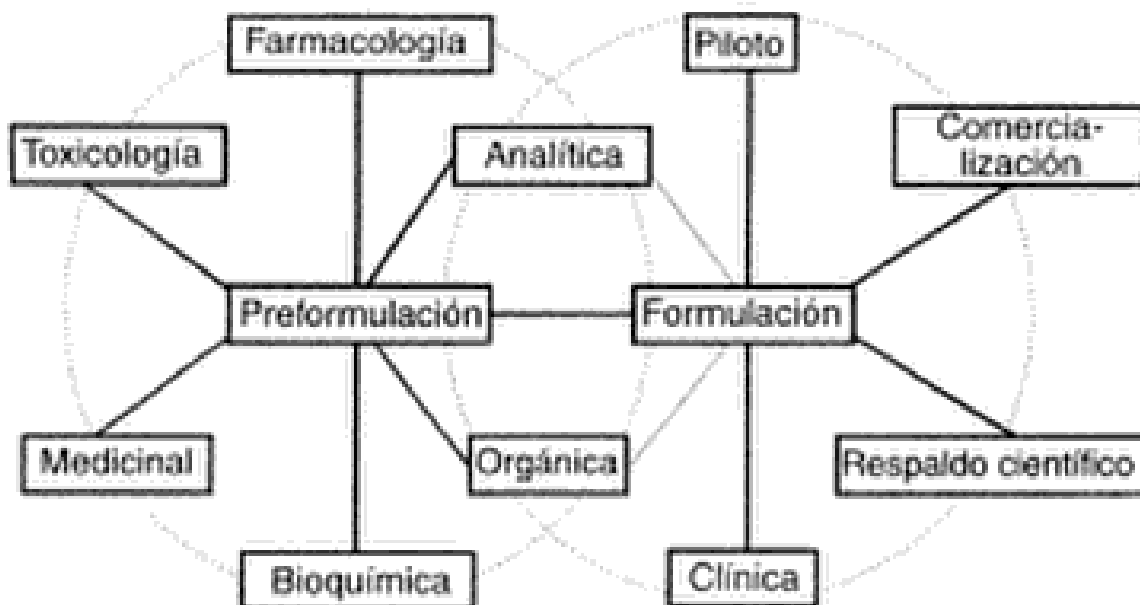 Farmacología
Piloto
Toxicología
Analítica
Comercia-
lización
Preformulación
Formulación
Medicinal
Orgánica
Respaldo científico
Bioquímica
Clínica